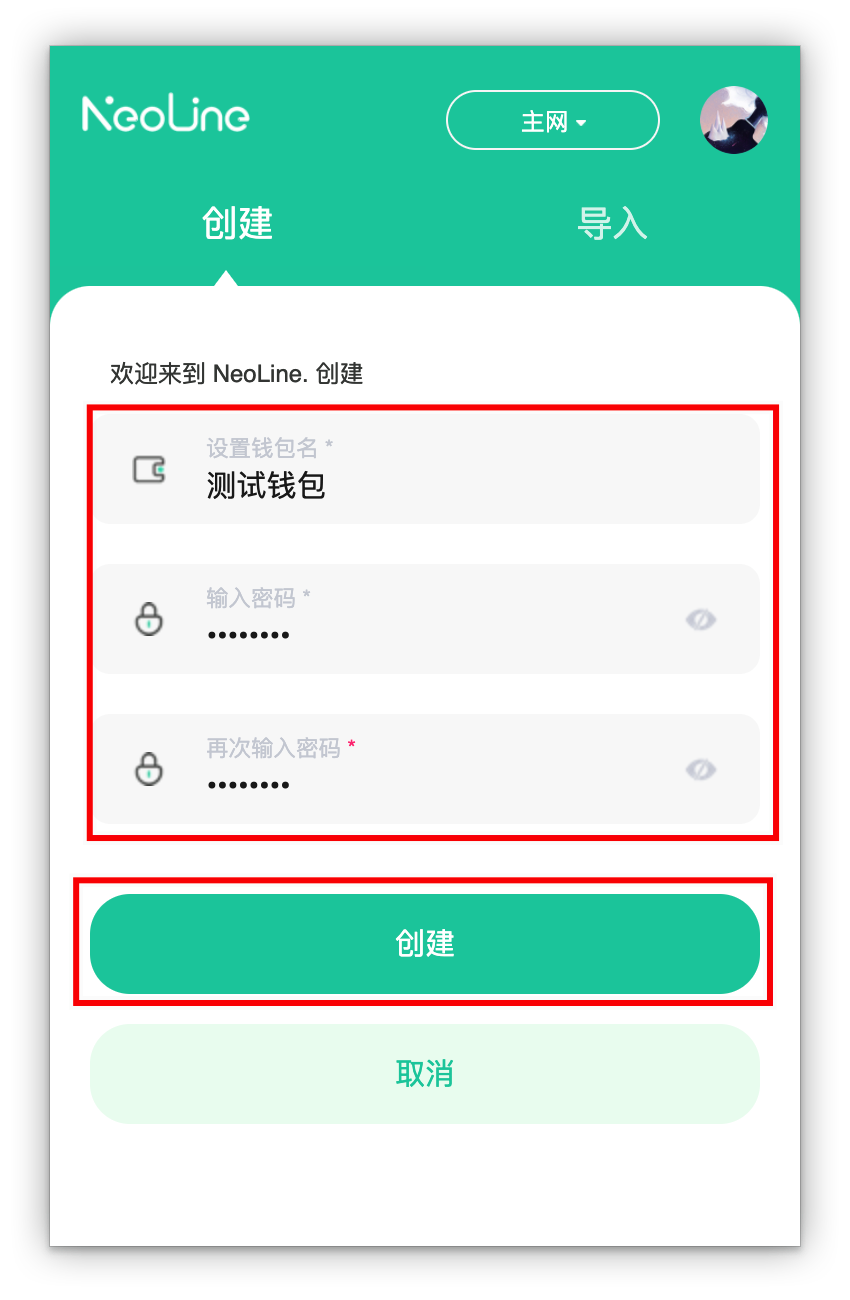 NeoLine
主网
创建
导入
欢迎来到 NeoLine. 创建
设置钱包名 *
测试钱包
输入密码 *
••••••••
再次输入密码 *
••••••••
创建
取消